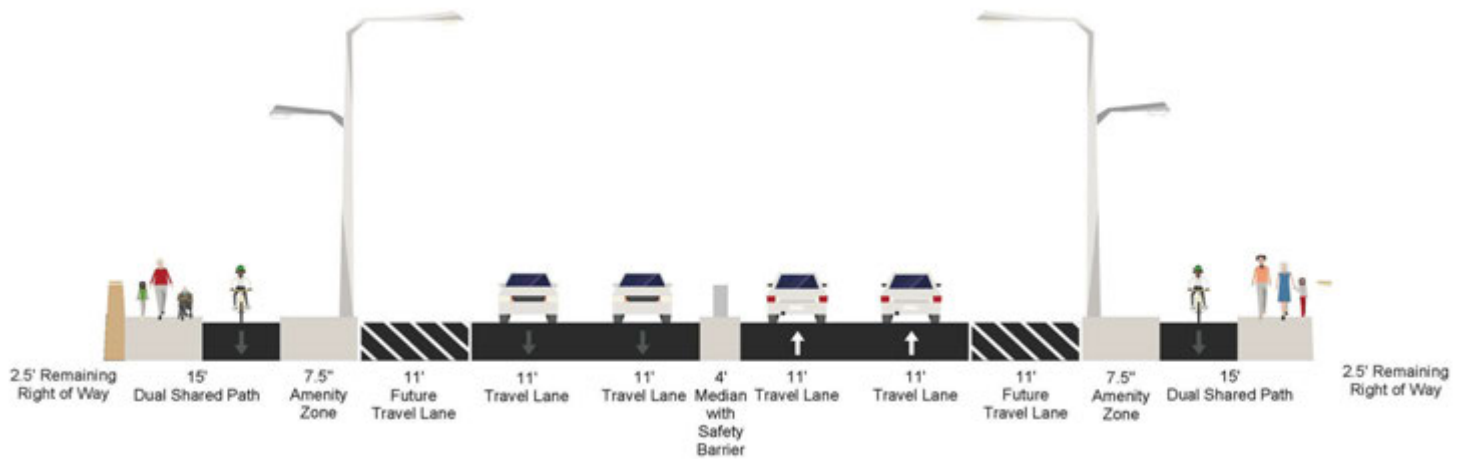 2.5' Remaining
Right of Way
15'
Dual Shared Path
7.5"
Amenity
Zone
11'
Future
Travel Lane
11'
Travel Lane
11'
Travel Lane
4'
Median
with
Safety
Barrier
11'
Travel Lane
11'
Travel Lane
11'
Future
Travel Lane
7.5"
Amenity
Zone
15'
Dual Shared Path
2.5' Remaining
Right of Way